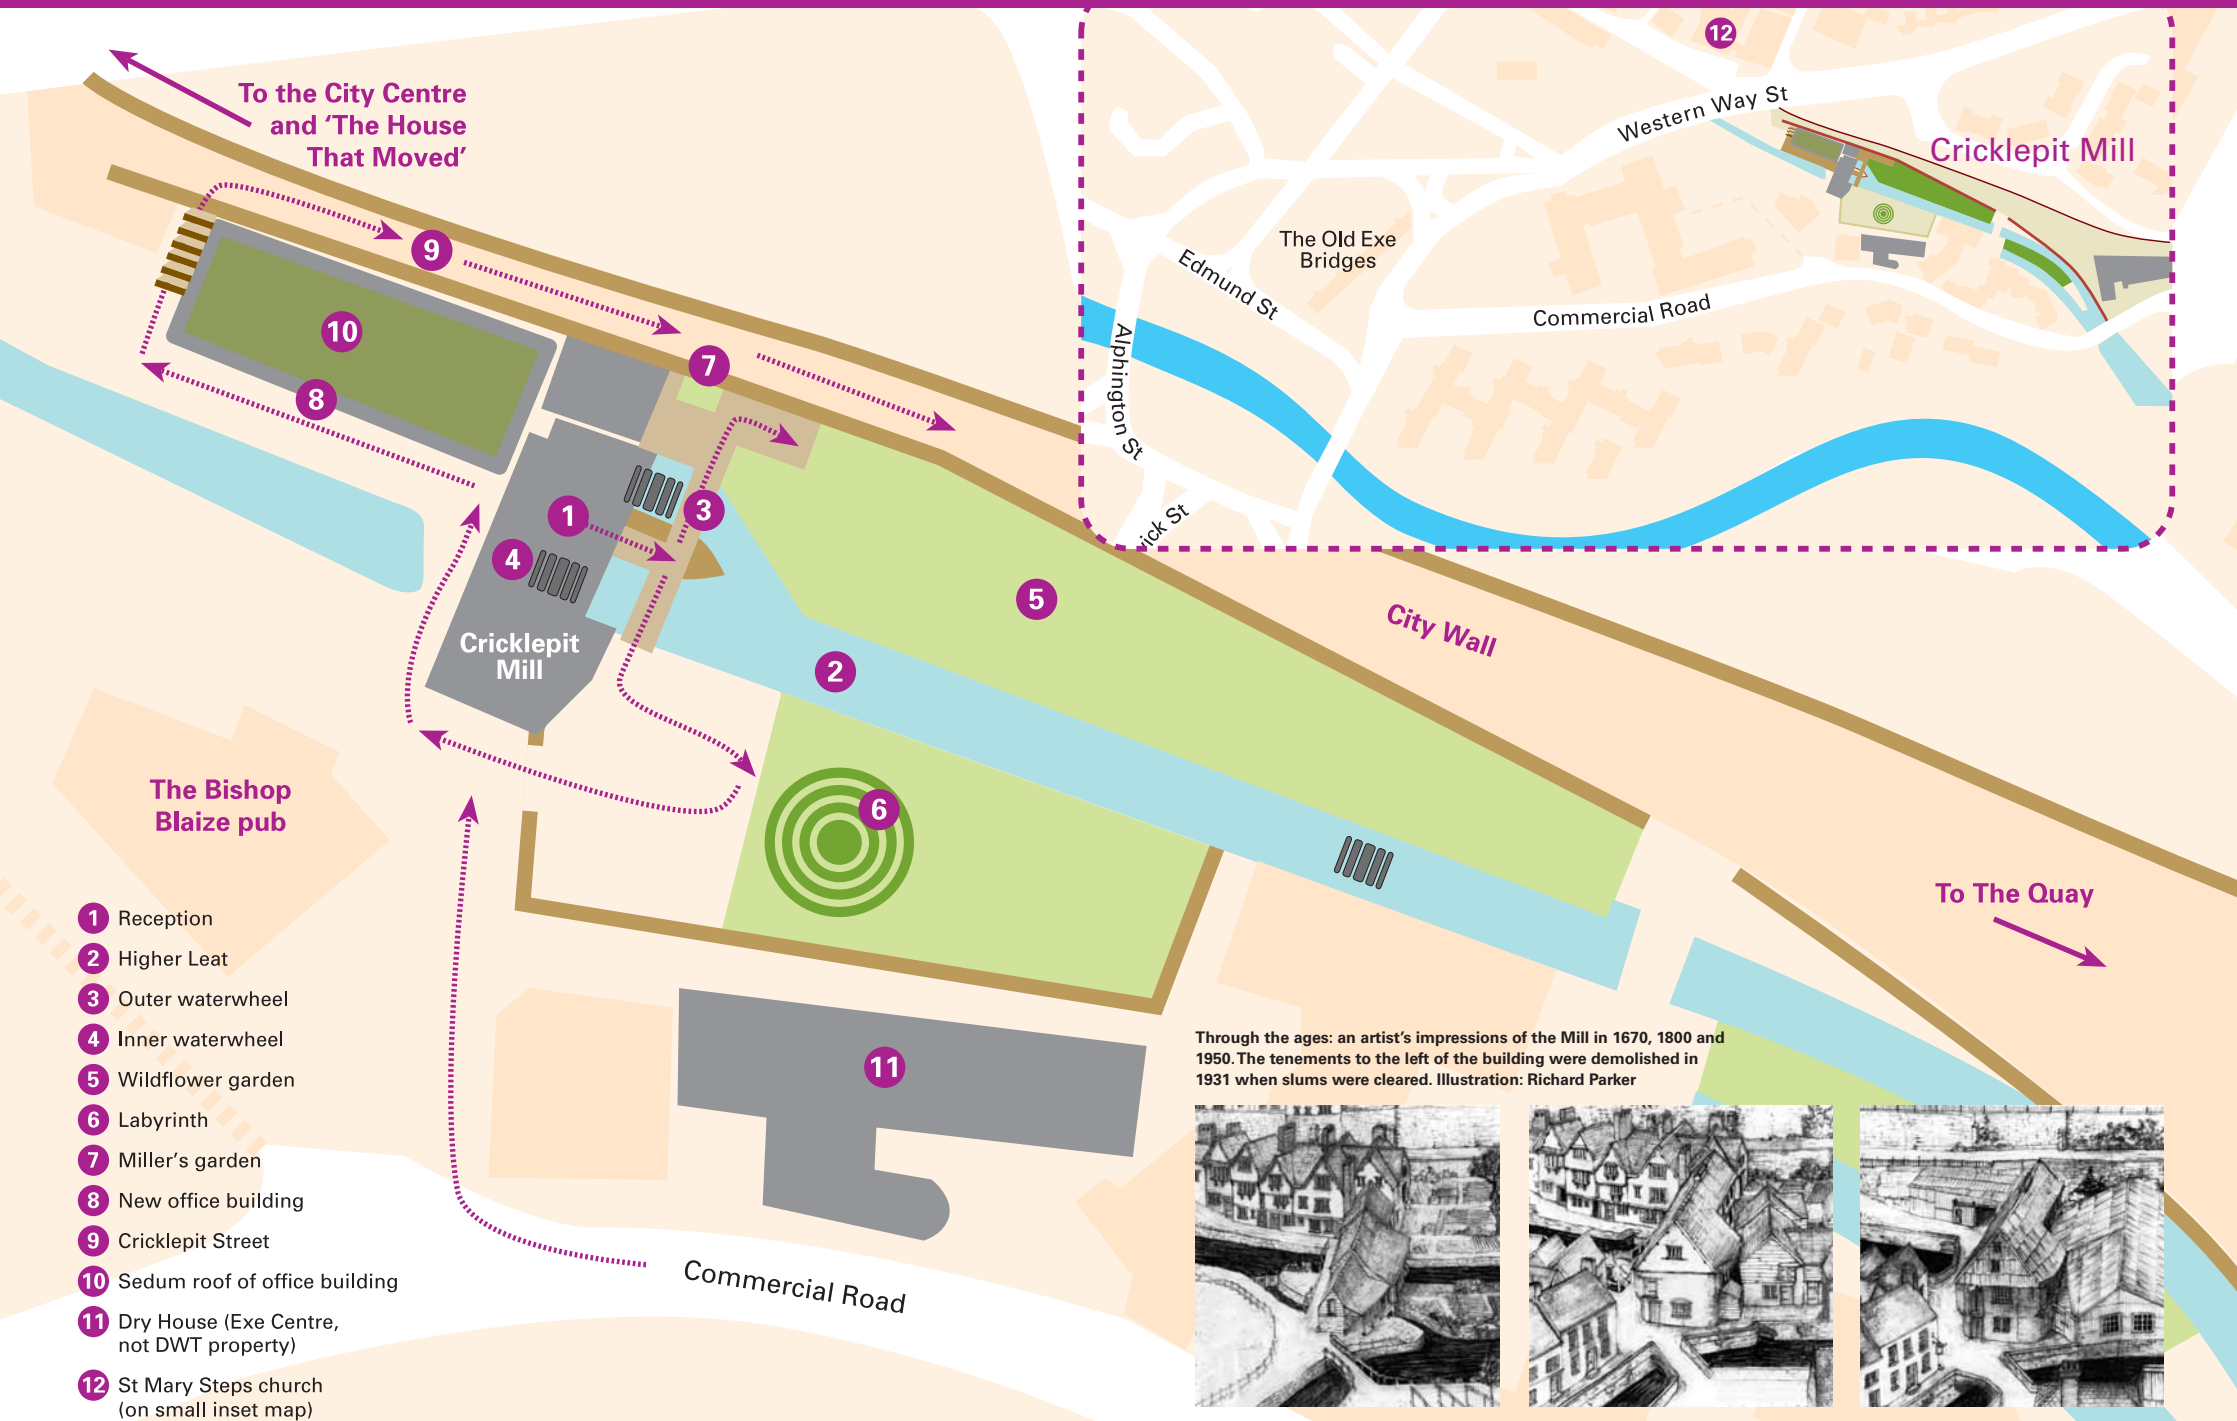 To the City Centre
and ‘The House
That Moved’
12
Western Way St
Cricklepit Mill
The Old Exe
Bridges
Edmund St
Commercial Road
Alphington St
ick St
9
10
7
8
1
3
4
5
Cricklepit
Mill
2
City Wall
6
The Bishop
Blaize pub
To The Quay
11
Commercial Road
1 Reception
2 Higher Leat
3 Outer waterwheel
4 Inner waterwheel
5 Wildflower garden
6 Labyrinth
7 Miller’s garden
8 New office building
9 Cricklepit Street
10 Sedum roof of office building
11 Dry House (Exe Centre,
not DWT property)
12 St Mary Steps church
(on small inset map)
Through the ages: an artist’s impressions of the Mill in 1670, 1800 and
1950. The tenements to the left of the building were demolished in
1931 when slums were cleared. Illustration: Richard Parker